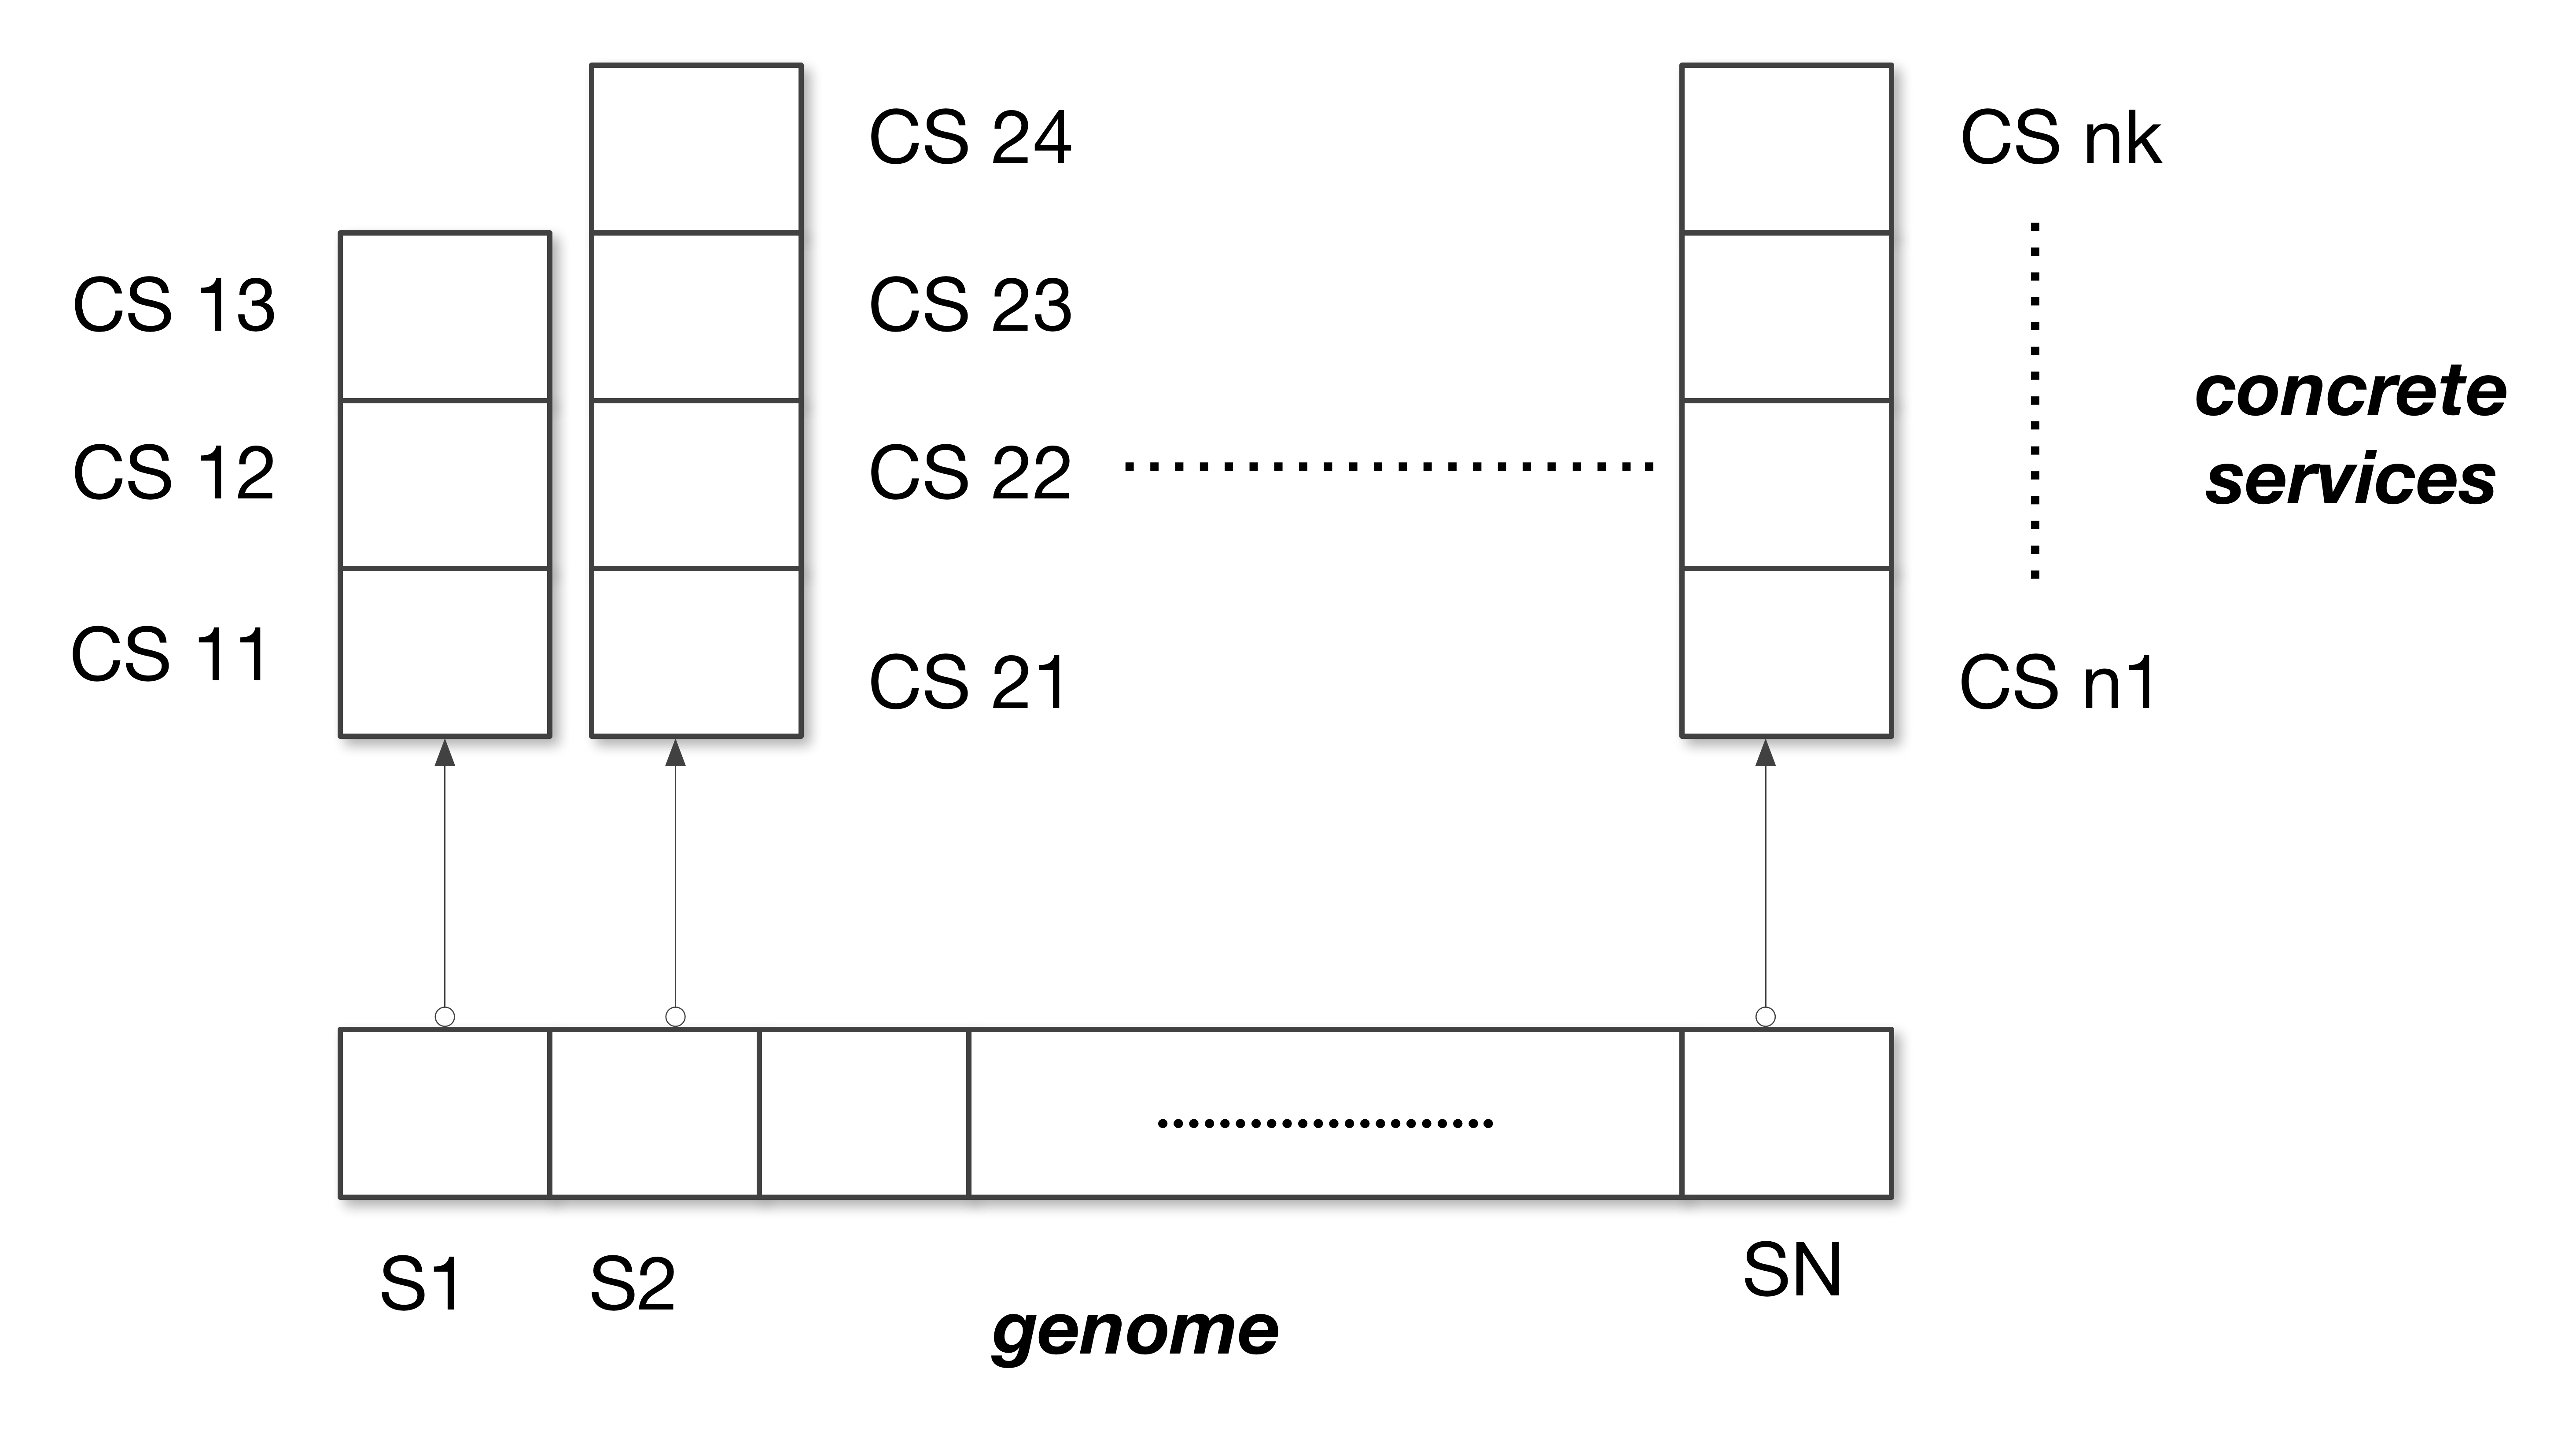 CS 24
CS nk
CS 13
CS 23
concrete
services
CS 12
CS 22
CS 11
CS 21
CS n1
S1
S2
SN
genome